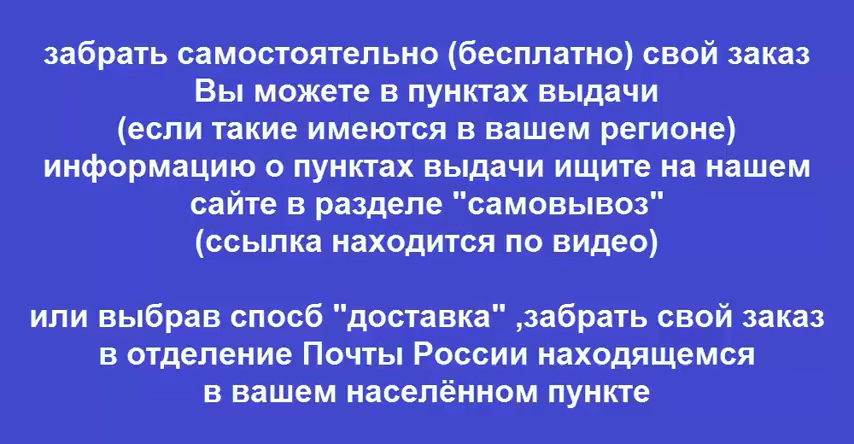 забрать самостоятельно (бесплатно) свой заказ
Вы можете в пунктах выдачи
(если такие имеются в вашем регионе)
информацию о пунктах выдачи ищите на нашем
сайте в разделе "самовывоз"
(ссылка находится по видео)
или выбрав спосб "доставка" ,забрать свой заказ
в отделение Почты России находящемся
в вашем населённом пункте